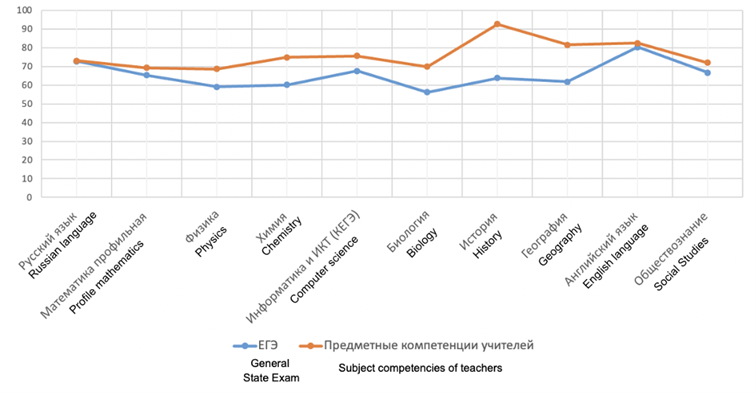 100
90
80
70
60
50
40
30
20
10
0
Русский язык
Russian language
Математика профильная
Profile mathematics
Физика
Physics
Химия
Chemistry
Информатика и ИКТ (КЕГЭ)
Computer science
Биология
Biology
История
History
География
Geography
Английский язык
English language
Обществознание
Social Studies
ЕГЭ
Предметные компетенции учителей
General
State Exam
Subject competencies of teachers